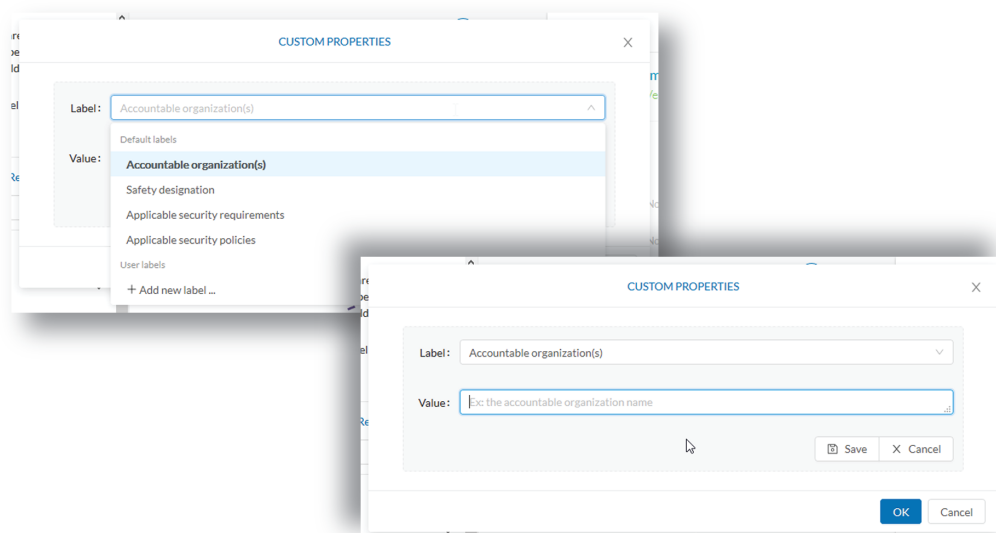 CUSTOM PROPERTIES
Label:
Accountable organization(s)
Default labels
Value:
Accountable organization(s)
Safety designation
Applicable security requirements
Applicable security policies
User labels
+ Add new label ...
CUSTOM PROPERTIES
Label:
Accountable organization(s)
Value:
Ex: the accountable organization name
Save
Cancel
OK
Cancel